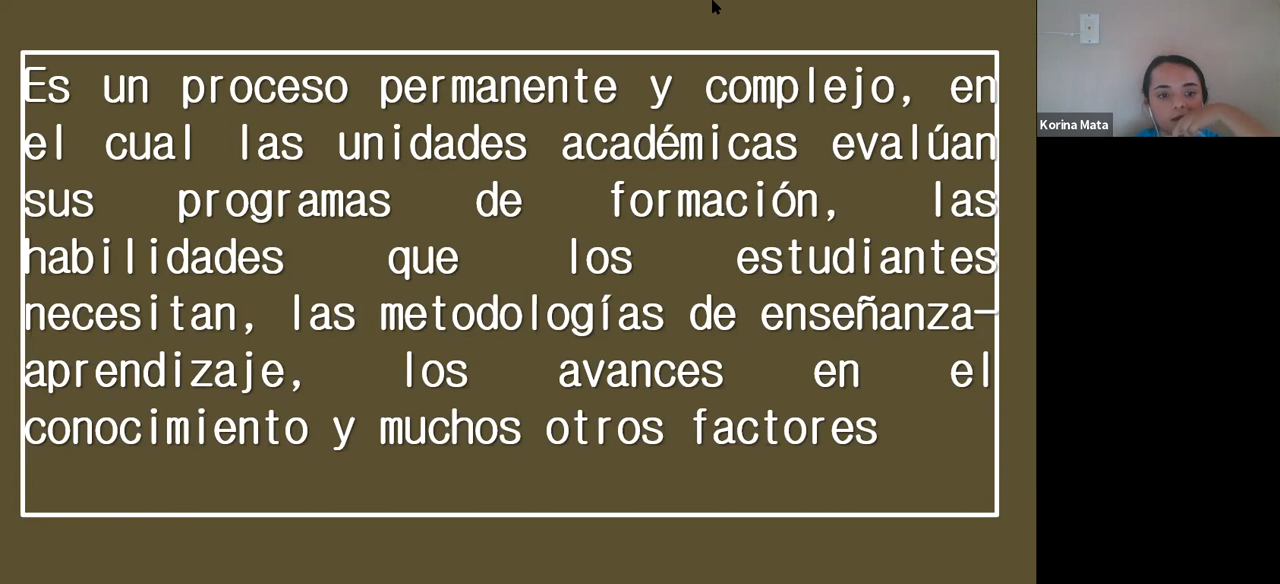 Es un proceso permanente y complejo, en
el cual las unidades académicas evalúan
sus programas de formación, las
habilidades que los estudiantes
necesitan, las metodologías de enseñanza-
aprendizaje, los avances en el
conocimiento y muchos otros factores
Korina Mata